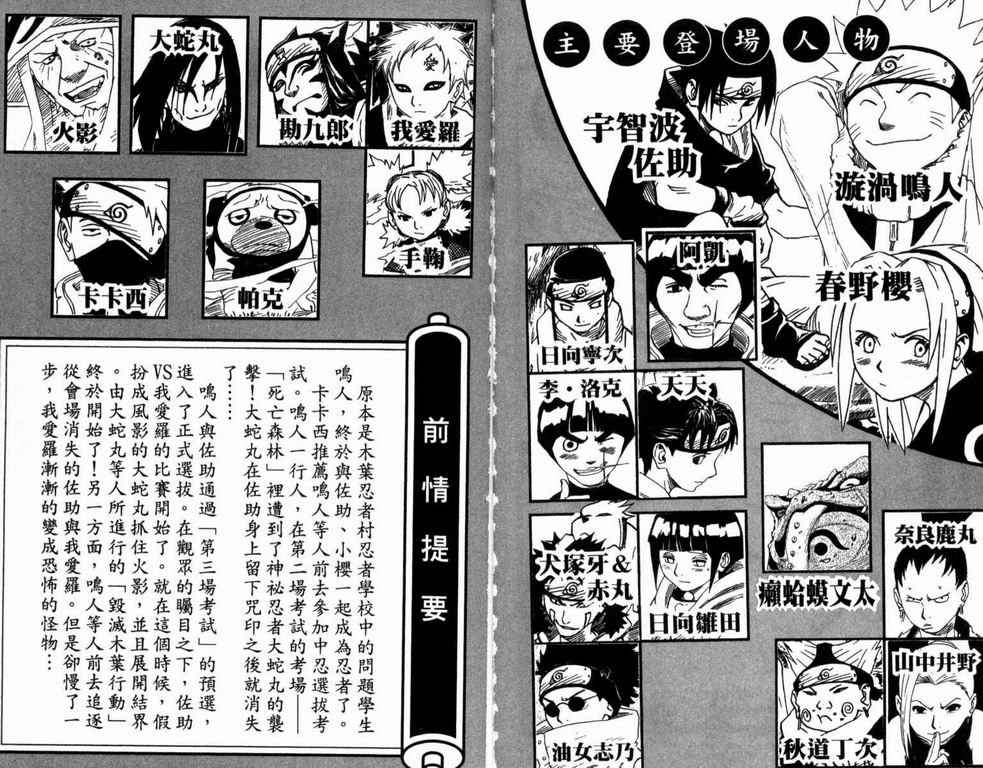 主要登場人物
宇智波
佐助
漩渦鳴人
春野櫻
阿凱
日向寧次
李・洛克
天天
犬塚牙&
赤丸
日向雛田
油女志乃
癩蛤蟆文太
奈良鹿丸
秋道丁次
山中井野
我愛羅
勘九郎
大蛇丸
火影
手鞠
帕克
卡卡西
前情提要
原本是木葉忍者村忍者學校中的問題學生
鳴人，終於與佐助、小櫻一起成為忍者了。
卡卡西推薦鳴人等人前去參加中忍選拔考
試。鳴人一行人，在第二場考試的考場——
「死亡森林」裡遭到了神秘忍者大蛇丸的襲
擊！大蛇丸在佐助身上留下咒印之後就消失
了……
鳴人與佐助通過「第三場考試」的預選，
進入了正式選拔。在觀眾的矚目之下，佐助
VS我愛羅的比賽開始了。就在這個時候，假
扮成風影的大蛇丸抓住火影，並且展開結界
。由大蛇丸等人所進行的「毀滅木葉行動」
終於開始了！另一方面，鳴人等人前去追逐
從會場消失的佐助與我愛羅。但是卻慢了一
步，我愛羅漸漸的變成恐怖的怪物…
愛